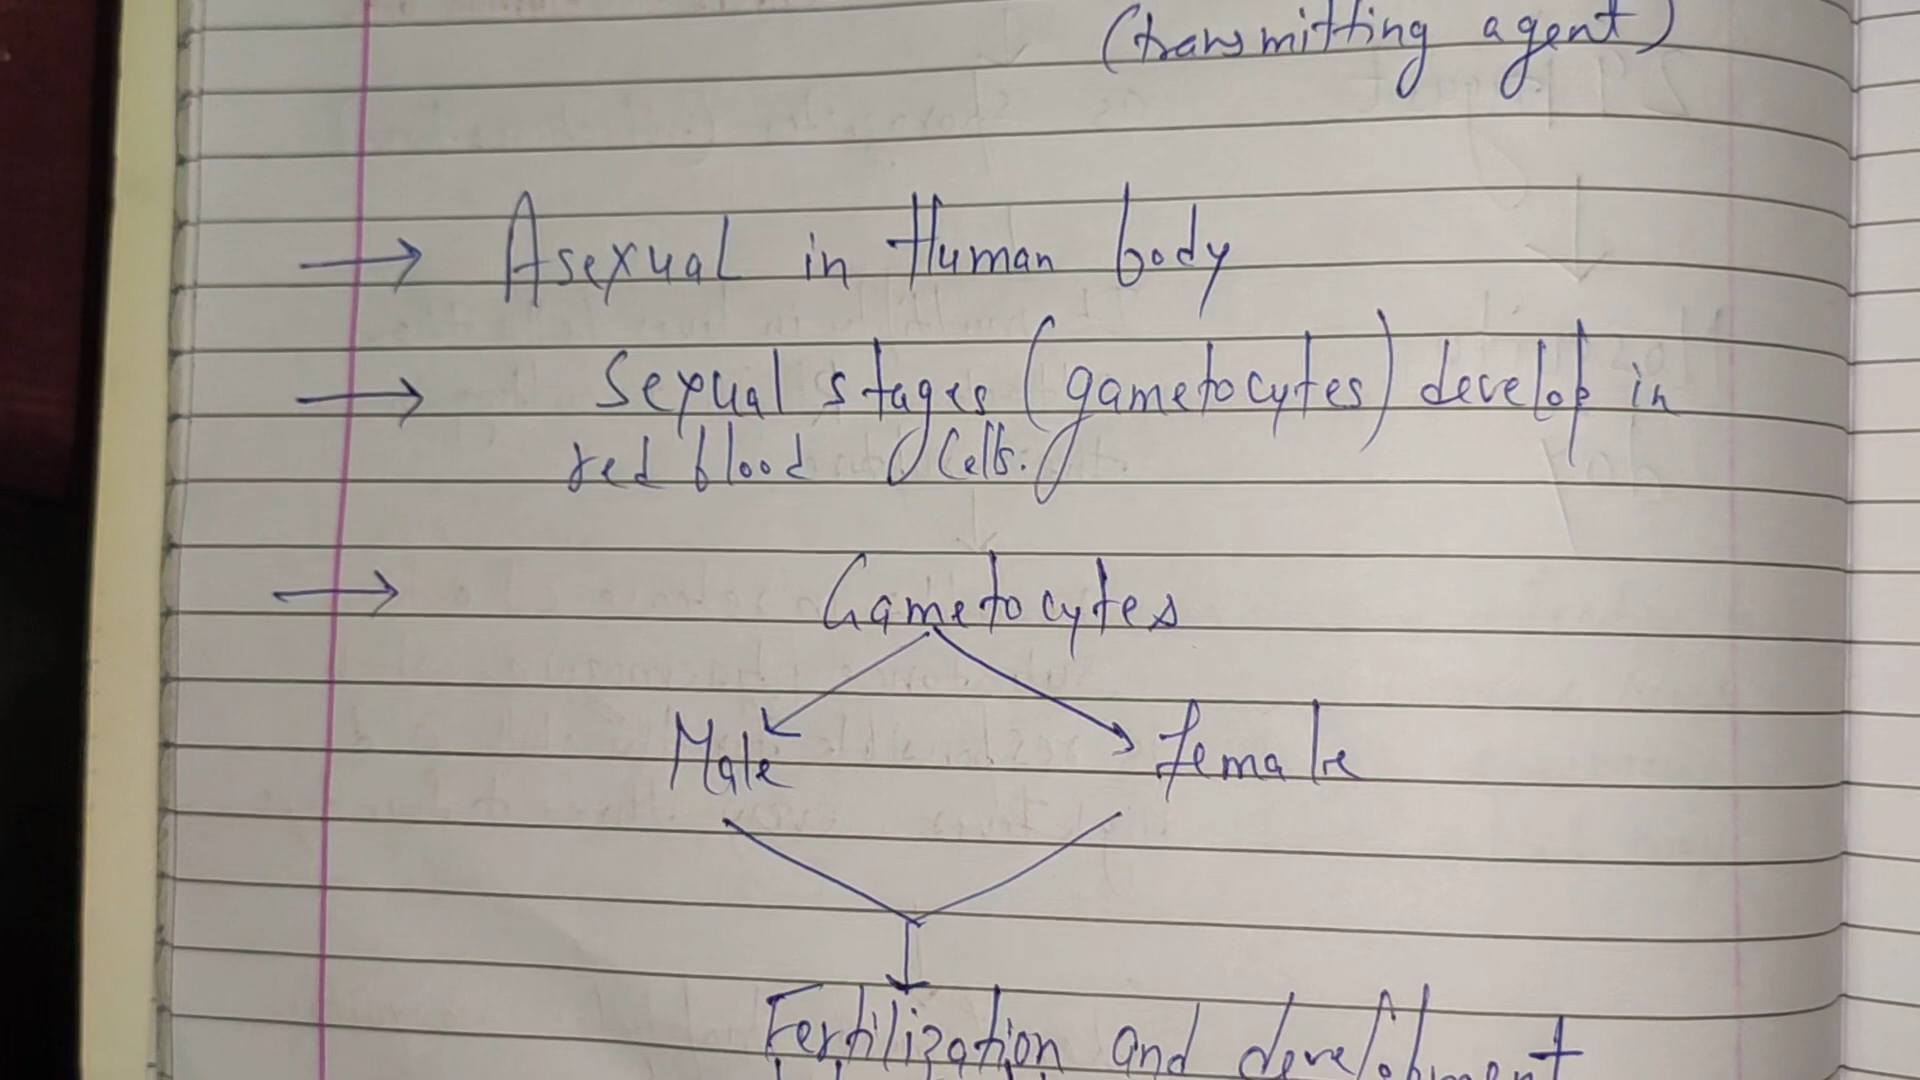 (transmitting agent)
→ Asexual in Human body
→ Sexual stages (gametocytes) develop in
red blood cells.
→ Gametocytes
Male female
Fertilization and development